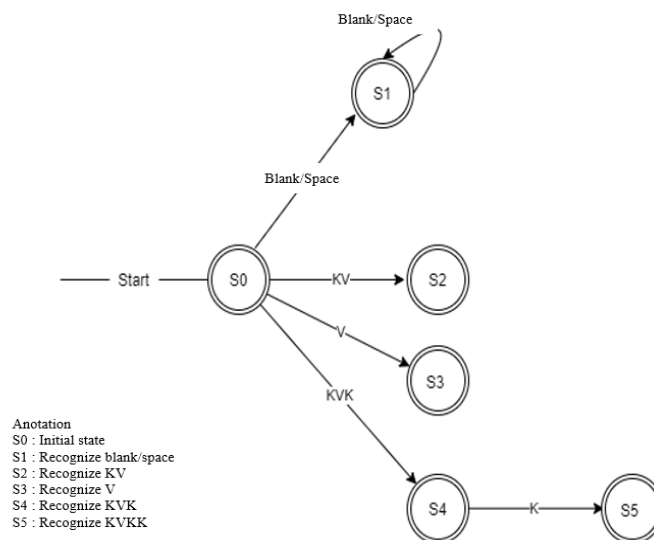 Blank/Space
S1
Blank/Space
Start
S0
KV
S2
V
S3
KVK
Anotation
S0 : Initial state
S1 : Recognize blank/space
S2 : Recognize KV
S3 : Recognize V
S4 : Recognize KVK
S5 : Recognize KVKK
S4
K
S5